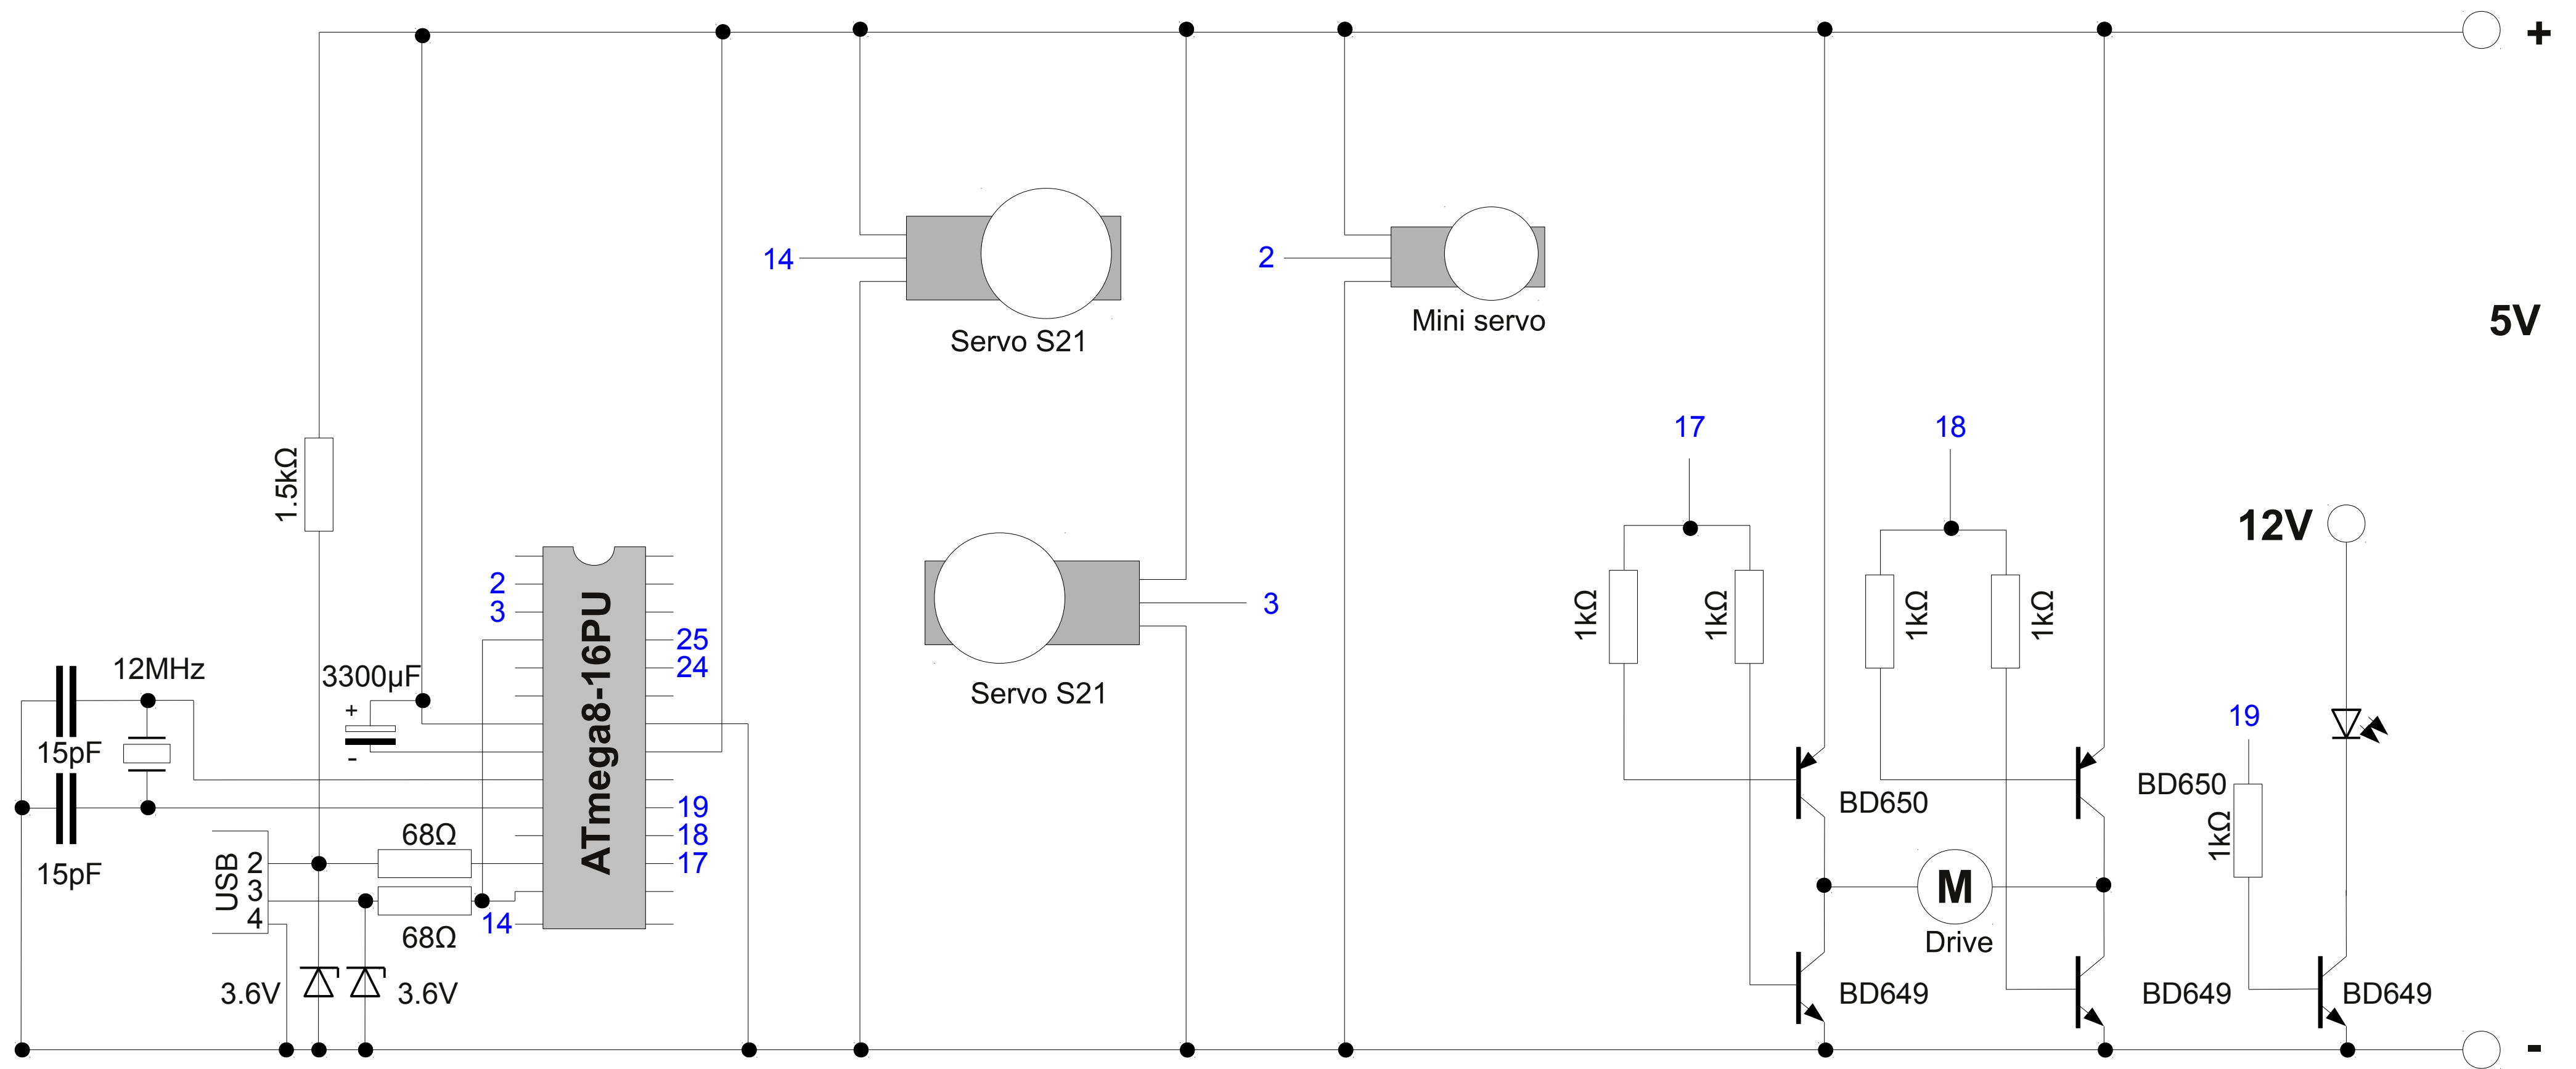 +
5V
14
Servo S21
2
Mini servo
17
18
12V
1.5kΩ
3
Servo S21
2
3
25
24
ATmega8-16PU
12MHz
3300µF
+
-
15pF
15pF
19
18
17
14
68Ω
68Ω
USB
2
3
4
3.6V
3.6V
1kΩ
1kΩ
1kΩ
1kΩ
BD650
BD650
19
1kΩ
M
Drive
BD649
BD649
BD649
-